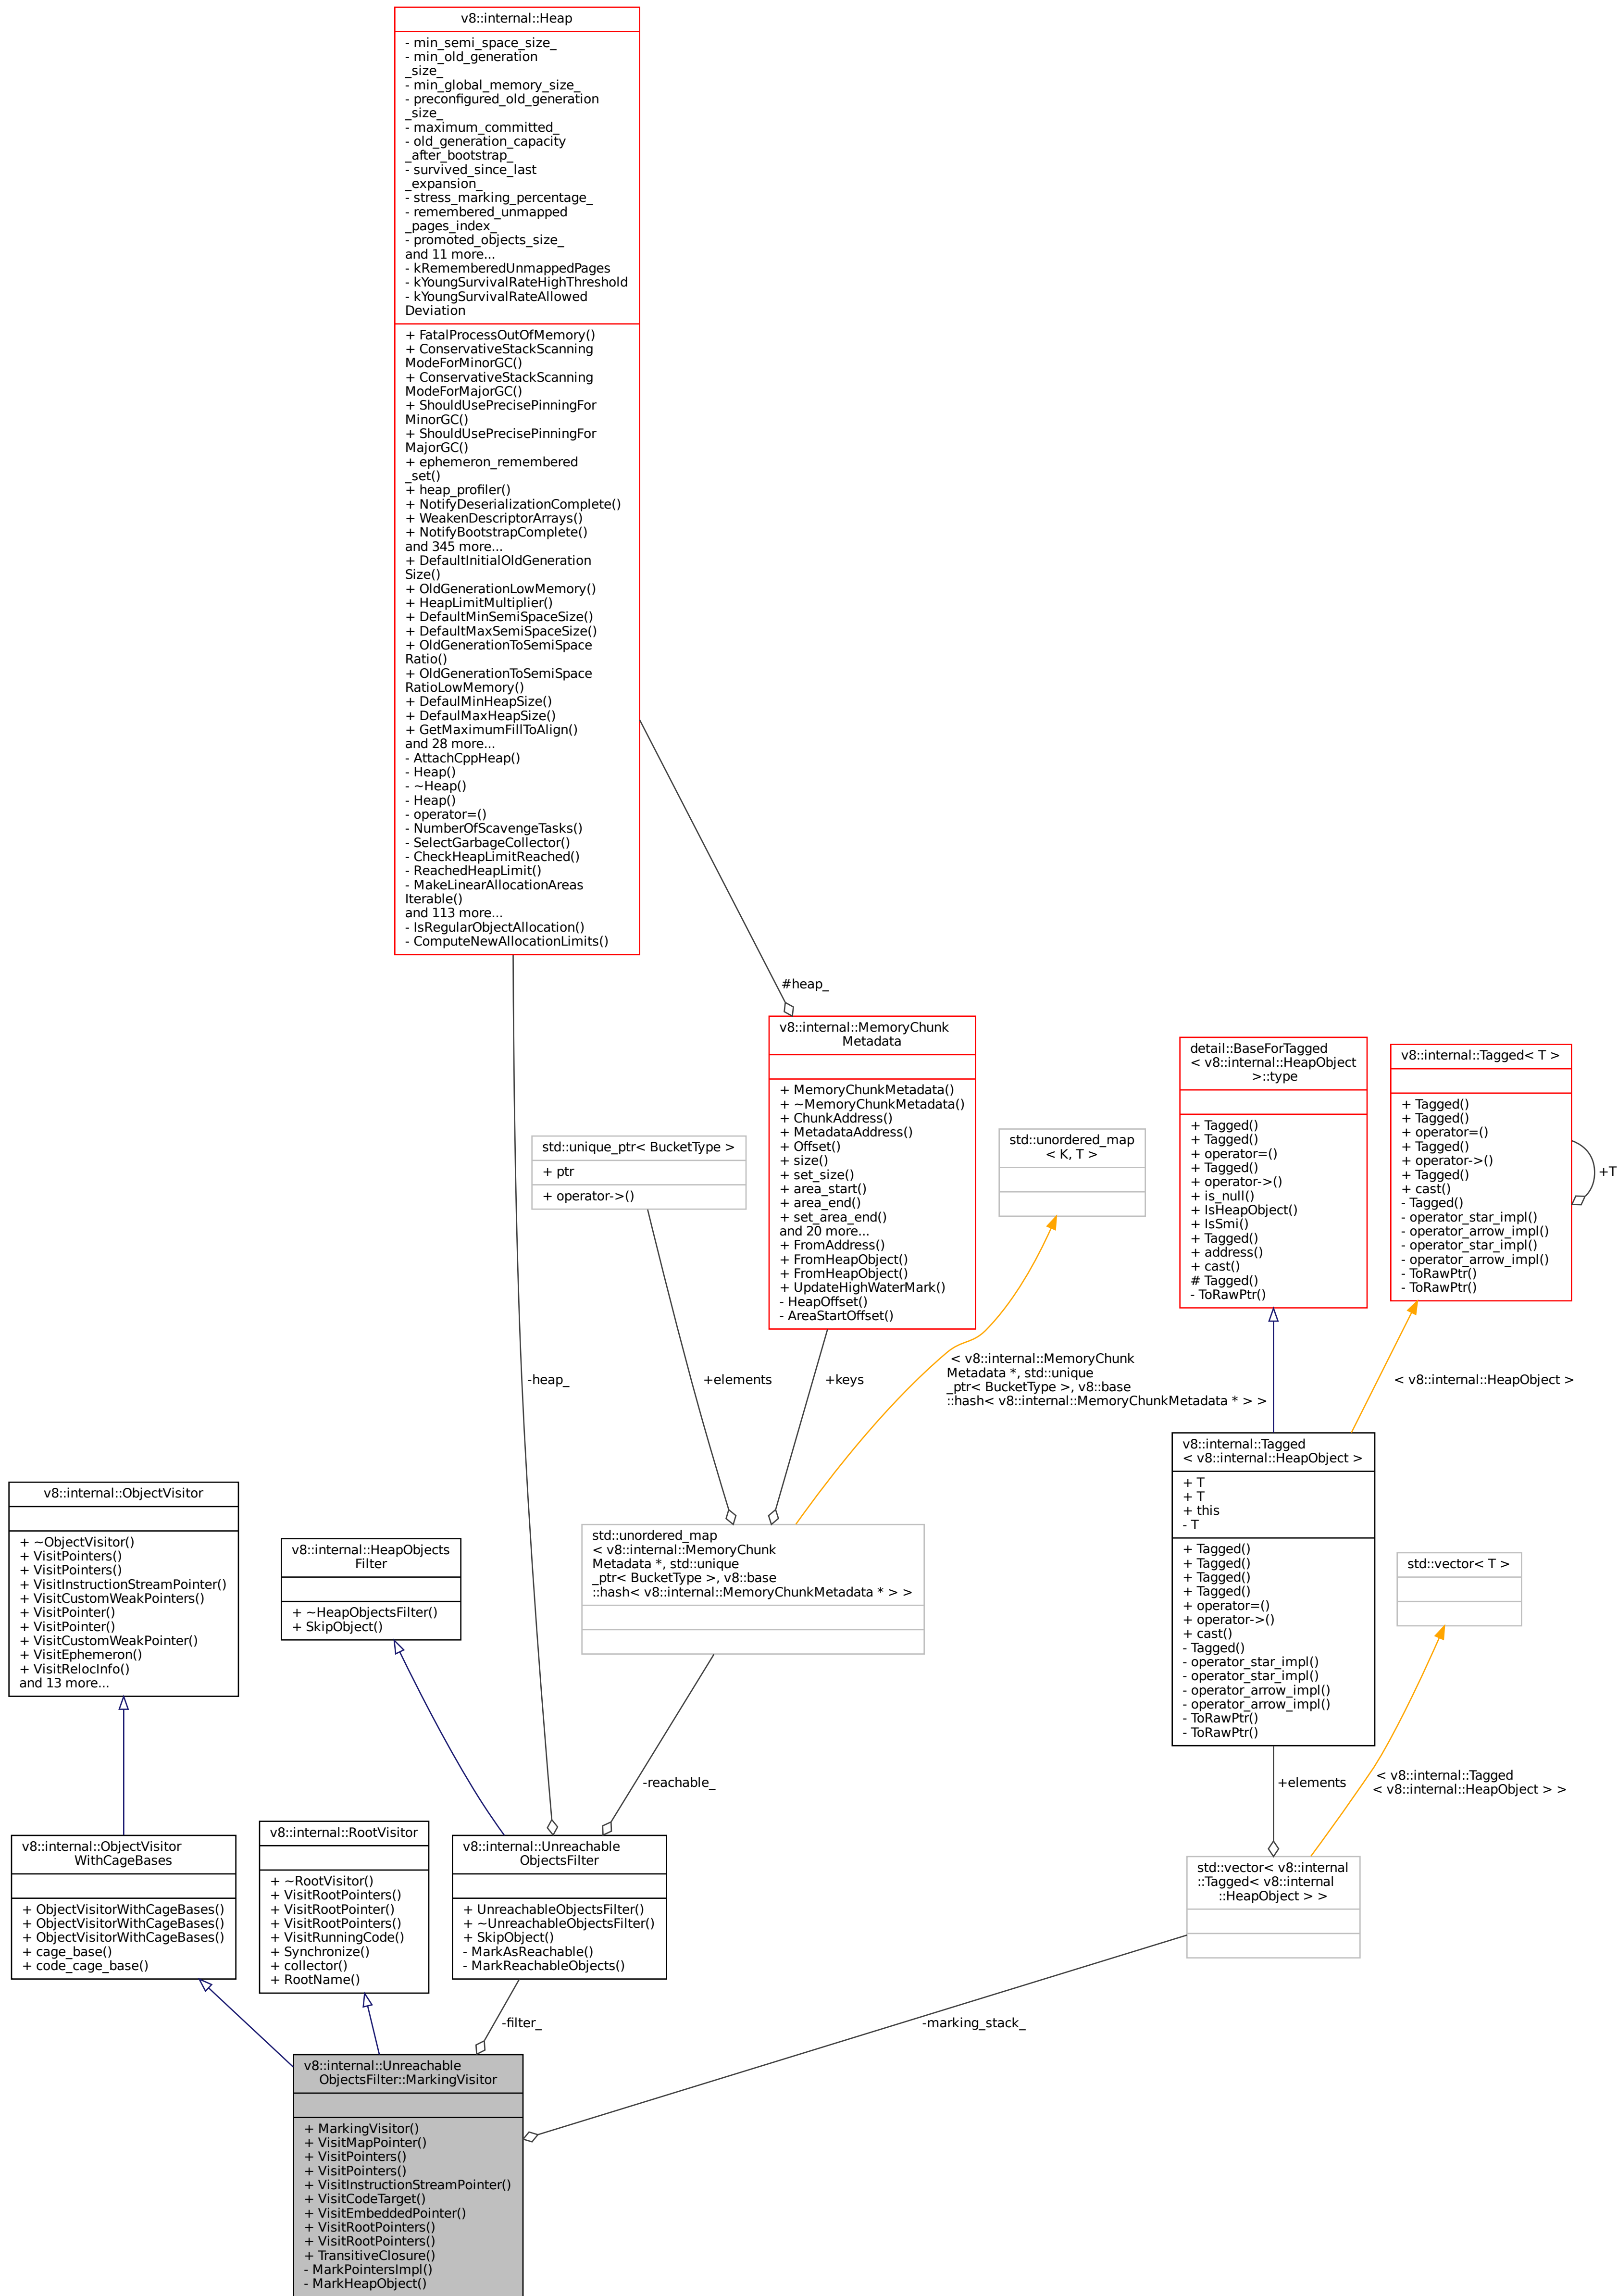 v8::internal::Heap
- min_semi_space_size_
- min_old_generation
_size_
- min_global_memory_size_
- preconfigured_old_generation
_size_
- maximum_committed_
- old_generation_capacity
_after_bootstrap_
- survived_since_last
_expansion_
- stress_marking_percentage_
- remembered_unmapped
_pages_index_
- promoted_objects_size_
and 11 more...
- kRememberedUnmappedPages
- kYoungSurvivalRateHighThreshold
- kYoungSurvivalRateAllowed
Deviation
+ FatalProcessOutOfMemory()
+ ConservativeStackScanning
ModeForMinorGC()
+ ConservativeStackScanning
ModeForMajorGC()
+ ShouldUsePrecisePinningFor
MinorGC()
+ ShouldUsePrecisePinningFor
MajorGC()
+ ephemeron_remembered
_set()
+ heap_profiler()
+ NotifyDeserializationComplete()
+ WeakenDescriptorArrays()
+ NotifyBootstrapComplete()
and 345 more...
+ DefaultInitialOldGeneration
Size()
+ OldGenerationLowMemory()
+ HeapLimitMultiplier()
+ DefaultMinSemiSpaceSize()
+ DefaultMaxSemiSpaceSize()
+ OldGenerationToSemiSpace
Ratio()
+ OldGenerationToSemiSpace
RatioLowMemory()
+ DefaulMinHeapSize()
+ DefaulMaxHeapSize()
+ GetMaximumFillToAlign()
and 28 more...
- AttachCppHeap()
- Heap()
- ~Heap()
- Heap()
- operator=()
- NumberOfScavengeTasks()
- SelectGarbageCollector()
- CheckHeapLimitReached()
- ReachedHeapLimit()
- MakeLinearAllocationAreas
Iterable()
and 113 more...
- IsRegularObjectAllocation()
- ComputeNewAllocationLimits()
#heap_
v8::internal::MemoryChunk
Metadata
+ MemoryChunkMetadata()
+ ~MemoryChunkMetadata()
+ ChunkAddress()
+ MetadataAddress()
+ Offset()
+ size()
+ set_size()
+ area_start()
+ area_end()
+ set_area_end()
and 20 more...
+ FromAddress()
+ FromHeapObject()
+ FromHeapObject()
+ UpdateHighWaterMark()
- HeapOffset()
- AreaStartOffset()
detail::BaseForTagged
< v8::internal::HeapObject
>::type
+ Tagged()
+ Tagged()
+ operator=()
+ Tagged()
+ operator->()
+ is_null()
+ IsHeapObject()
+ IsSmi()
+ Tagged()
+ address()
+ cast()
# Tagged()
- ToRawPtr()
v8::internal::Tagged< T >
+ Tagged()
+ Tagged()
+ operator=()
+ Tagged()
+ operator->()
+ Tagged()
+ cast()
- Tagged()
- operator_star_impl()
- operator_arrow_impl()
- operator_star_impl()
- operator_arrow_impl()
- ToRawPtr()
- ToRawPtr()
+T
std::unique_ptr< BucketType >
+ ptr
+ operator->()
std::unordered_map
< K, T >
-heap_
+elements
+keys
< v8::internal::MemoryChunk
Metadata *, std::unique
_ptr< BucketType >, v8::base
::hash< v8::internal::MemoryChunkMetadata * > >
< v8::internal::HeapObject >
v8::internal::Tagged
< v8::internal::HeapObject >
+ T
+ T
+ this
- T
+ Tagged()
+ Tagged()
+ Tagged()
+ Tagged()
+ operator=()
+ operator->()
+ cast()
- Tagged()
- operator_star_impl()
- operator_star_impl()
- operator_arrow_impl()
- operator_arrow_impl()
- ToRawPtr()
- ToRawPtr()
v8::internal::ObjectVisitor
+ ~ObjectVisitor()
+ VisitPointers()
+ VisitPointers()
+ VisitInstructionStreamPointer()
+ VisitCustomWeakPointers()
+ VisitPointer()
+ VisitPointer()
+ VisitCustomWeakPointer()
+ VisitEphemeron()
+ VisitRelocInfo()
and 13 more...
v8::internal::HeapObjects
Filter
+ ~HeapObjectsFilter()
+ SkipObject()
std::unordered_map
< v8::internal::MemoryChunk
Metadata *, std::unique
_ptr< BucketType >, v8::base
::hash< v8::internal::MemoryChunkMetadata * > >
std::vector< T >
-reachable_
+elements
< v8::internal::Tagged
< v8::internal::HeapObject > >
v8::internal::ObjectVisitor
WithCageBases
+ ObjectVisitorWithCageBases()
+ ObjectVisitorWithCageBases()
+ ObjectVisitorWithCageBases()
+ cage_base()
+ code_cage_base()
v8::internal::RootVisitor
+ ~RootVisitor()
+ VisitRootPointers()
+ VisitRootPointer()
+ VisitRootPointers()
+ VisitRunningCode()
+ Synchronize()
+ collector()
+ RootName()
v8::internal::Unreachable
ObjectsFilter
+ UnreachableObjectsFilter()
+ ~UnreachableObjectsFilter()
+ SkipObject()
- MarkAsReachable()
- MarkReachableObjects()
std::vector< v8::internal
::Tagged< v8::internal
::HeapObject > >
-filter_
-marking_stack_
v8::internal::Unreachable
ObjectsFilter::MarkingVisitor
+ MarkingVisitor()
+ VisitMapPointer()
+ VisitPointers()
+ VisitPointers()
+ VisitInstructionStreamPointer()
+ VisitCodeTarget()
+ VisitEmbeddedPointer()
+ VisitRootPointers()
+ VisitRootPointers()
+ TransitiveClosure()
- MarkPointersImpl()
- MarkHeapObject()